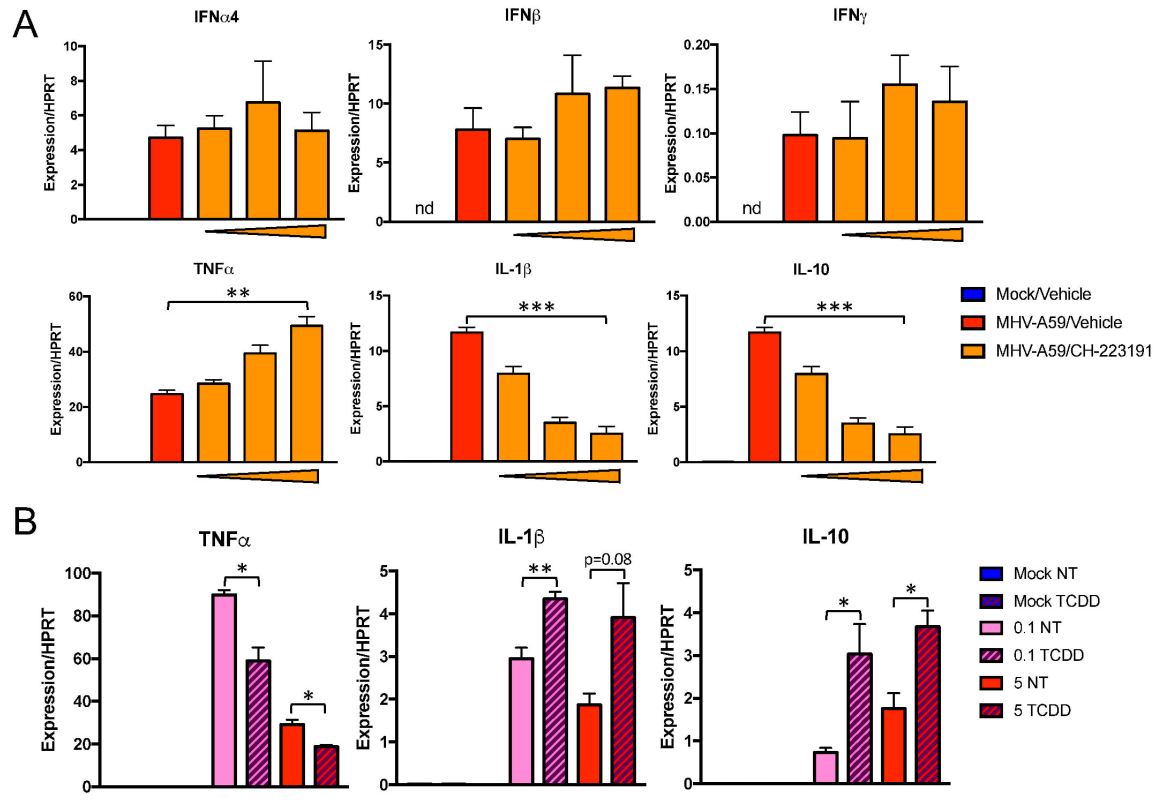 A
IFNα4
IFNβ
IFNγ
Expression/HPRT
10
8
6
4
2
0
Expression/HPRT
15
10
5
0
nd
Expression/HPRT
0.20
0.15
0.10
0.05
0.00
nd
TNFα
IL-1β
IL-10
Expression/HPRT
60
40
20
0
**
Expression/HPRT
15
10
5
0
***
Expression/HPRT
15
10
5
0
***
Mock/Vehicle
MHV-A59/Vehicle
MHV-A59/CH-223191
B
TNFα
IL-1β
IL-10
Expression/HPRT
100
80
60
40
20
0
*
*
Expression/HPRT
5
4
3
2
1
0
**
p=0.08
Expression/HPRT
5
4
3
2
1
0
*
*
Mock NT
Mock TCDD
0.1 NT
0.1 TCDD
5 NT
5 TCDD